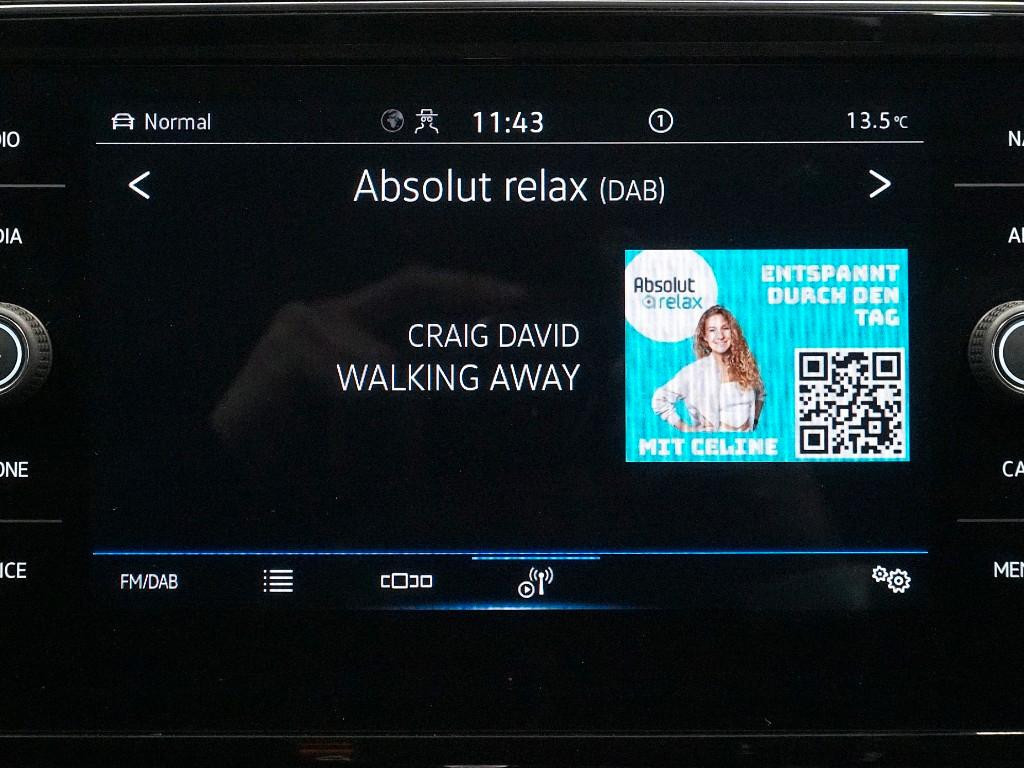 Normal
11:43
1
13.5°C
Absolut relax (DAB)
CRAIG DAVID
WALKING AWAY
Absolut
relax
ENTSPANNT
DURCH DEN
TAG
MIT CELINE
FM/DAB